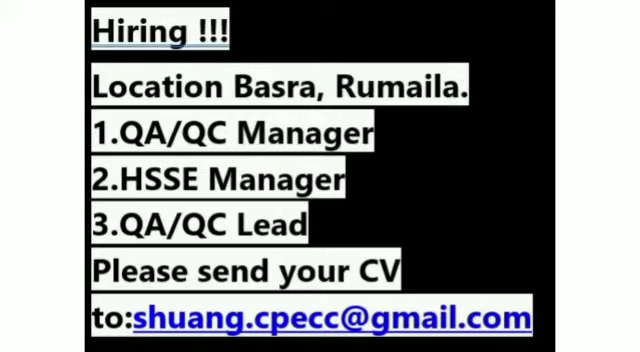 Hiring !!!
Location Basra, Rumaila.
1.QA/QC Manager
2.HSSE Manager
3.QA/QC Lead
Please send your CV
to:shuang.cpecc@gmail.com